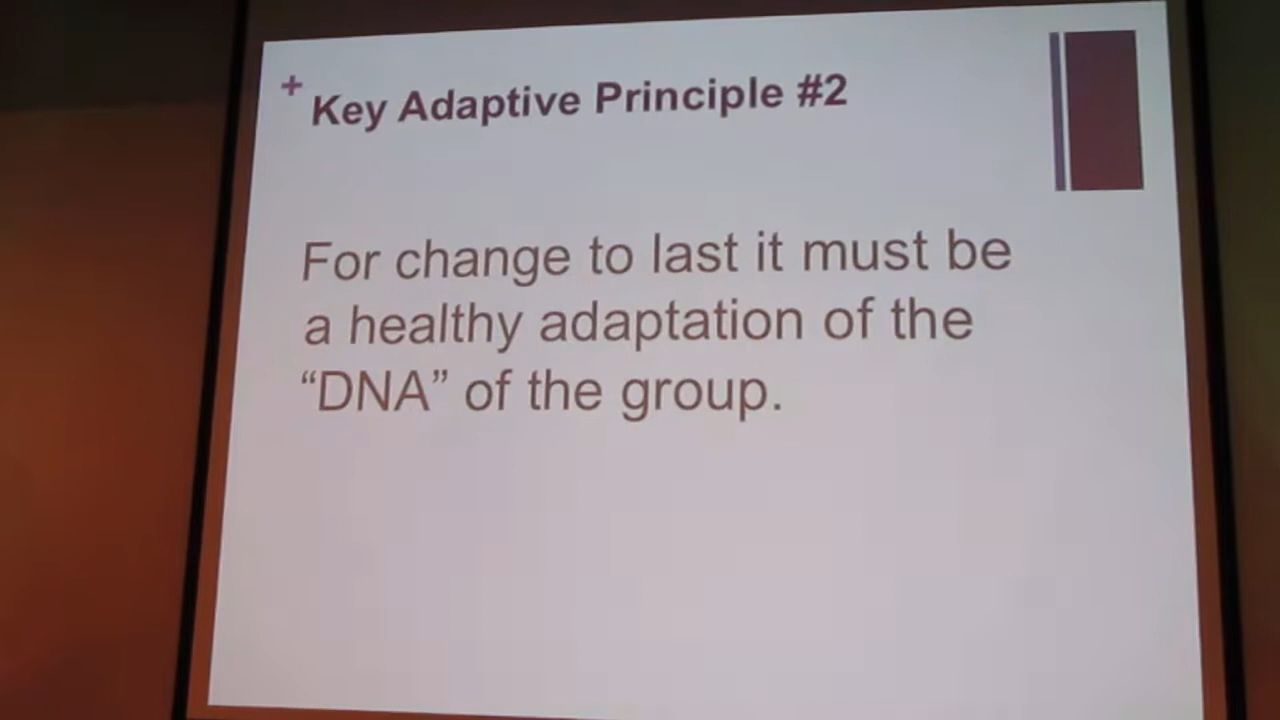 +
Key Adaptive Principle #2
For change to last it must be
a healthy adaptation of the
“DNA” of the group.